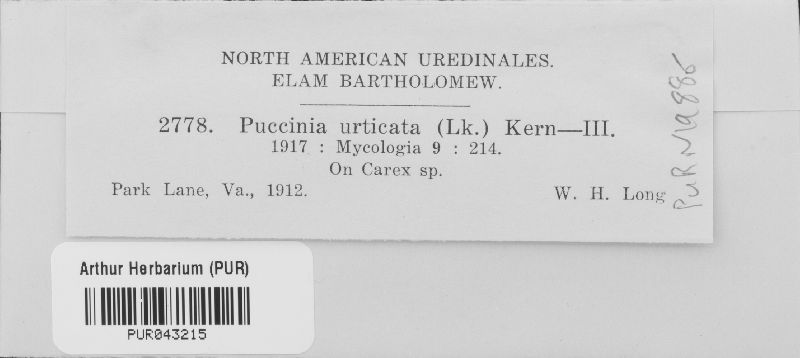 NORTH AMERICAN UREDINALES.
ELAM BARTHOLOMEW.
2778. Puccinia urticata (Lk.) Kern—III.
1917 : Mycologia 9 : 214.
On Carex sp.
Park Lane, Va., 1912. W. H. Long
PUR N19886
Arthur Herbarium (PUR)
PUR043215